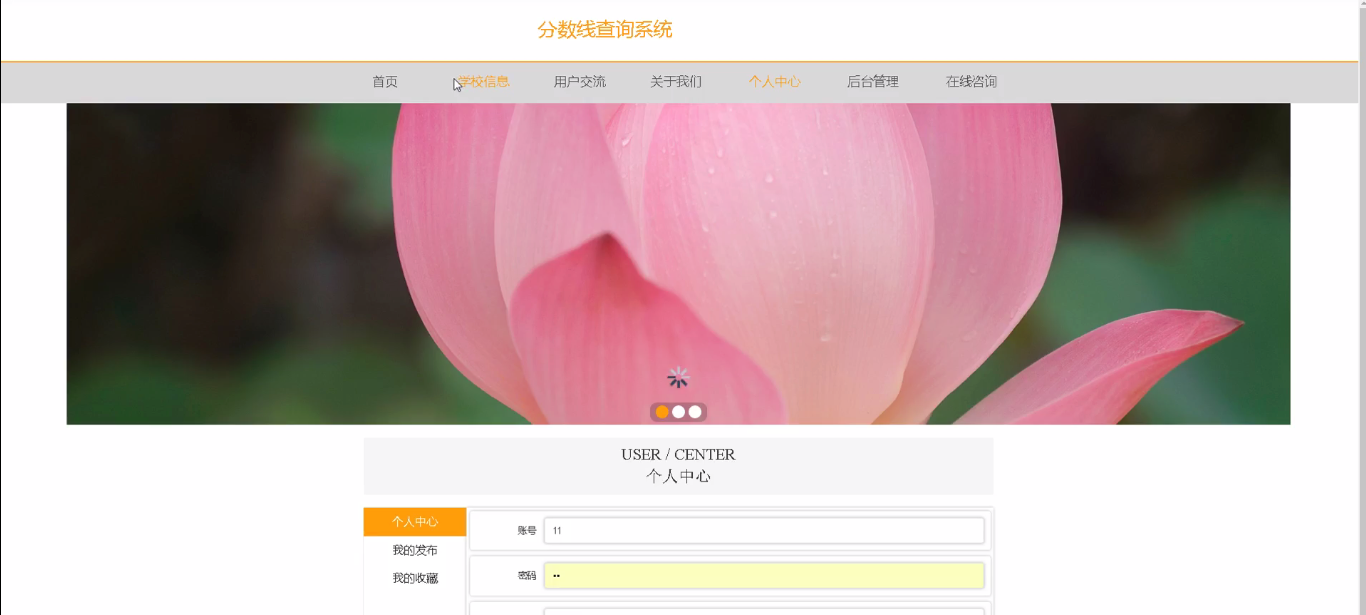 分数线查询系统
首页 学校信息 用户交流 关于我们 个人中心 后台管理 在线咨询
USER / CENTER
个人中心
个人中心
账号 11
我的发布
密码 ••
我的收藏